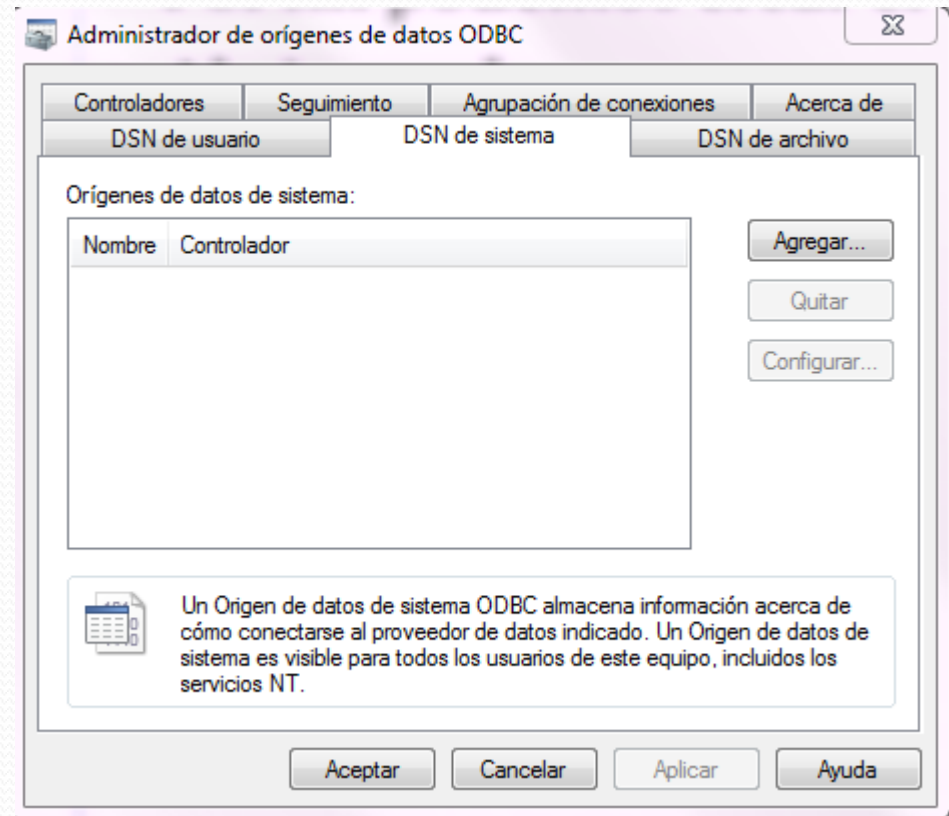 Administrador de orígenes de datos ODBC
Controladores
Seguimiento
Agrupación de conexiones
Acerca de
DSN de usuario
DSN de sistema
DSN de archivo
Orígenes de datos de sistema:
Nombre
Controlador
Agregar...
Quitar
Configurar...
Un Origen de datos de sistema ODBC almacena información acerca de
cómo conectarse al proveedor de datos indicado. Un Origen de datos de
sistema es visible para todos los usuarios de este equipo, incluidos los
servicios NT.
Aceptar
Cancelar
Aplicar
Ayuda